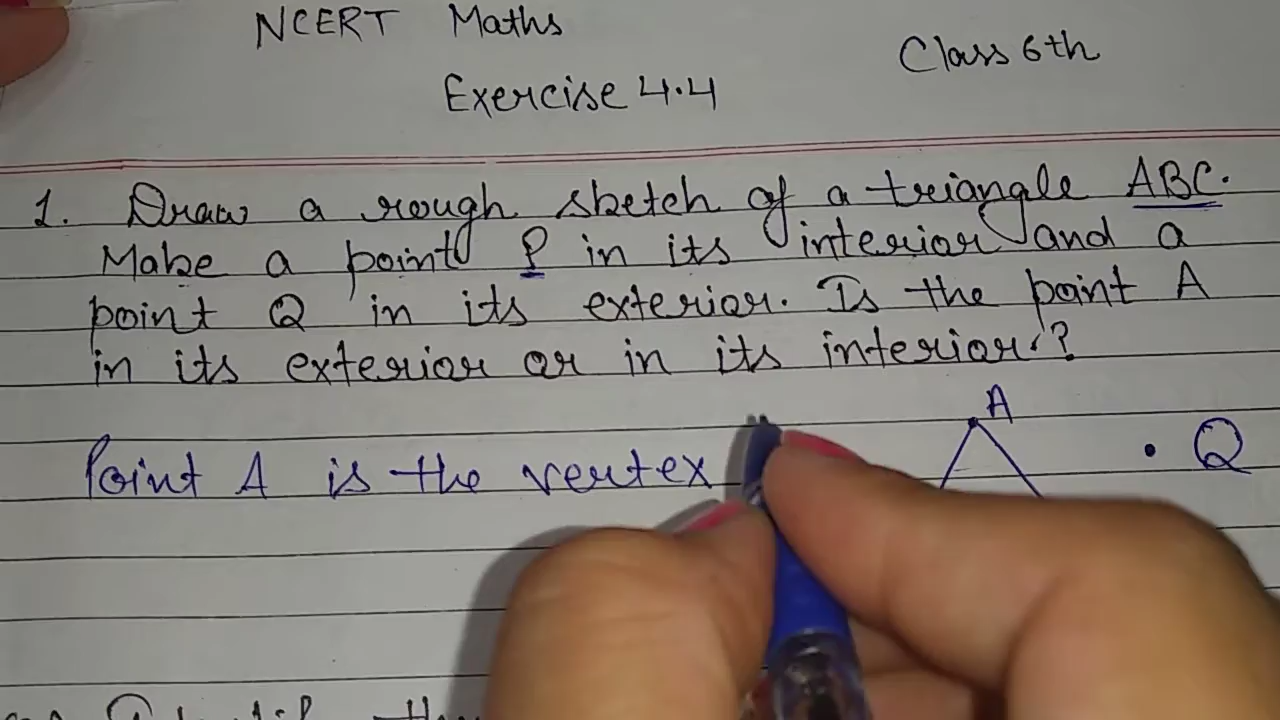 NCERT Maths
Class 6th
Exercise 4.4
1. Draw a rough sketch of a triangle ABC.
Make a point P in its interior and a
point Q in its exterior. Is the point A
in its exterior or in its interior?
A
Point A is the vertex
Q